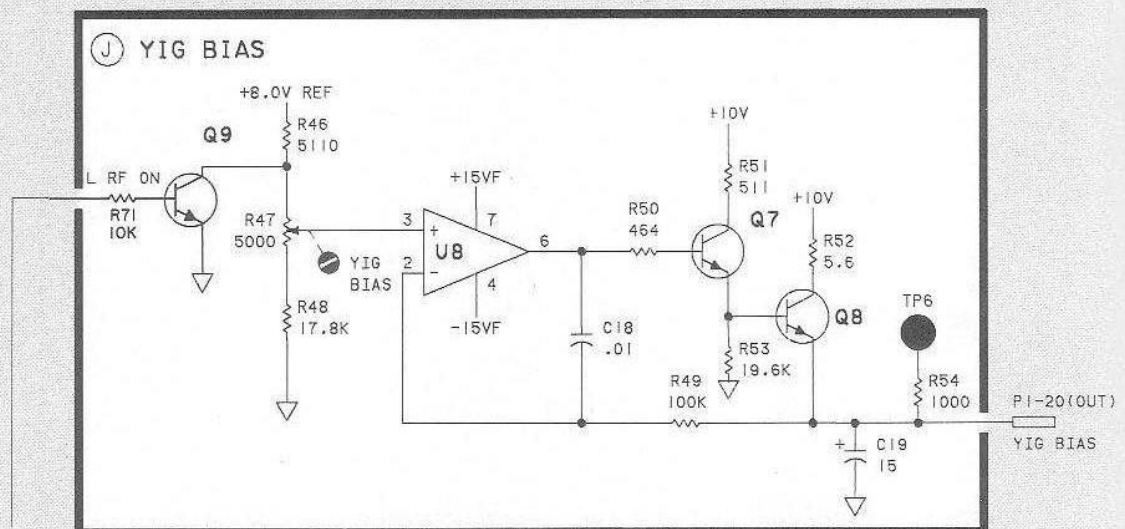 J YIG BIAS
+8.0V REF
Q9
R46
5110
L RF ON
R71
10K
R47
5000
YIG
BIAS
R48
17.8K
+15VF
3
+
7
U8
6
2
-
4
-15VF
C18
.01
R50
464
+10V
R51
511
Q7
+10V
R52
5.6
Q8
R53
19.6K
R49
100K
TP6
R54
1000
+
C19
15
P1-20(OUT)
YIG BIAS